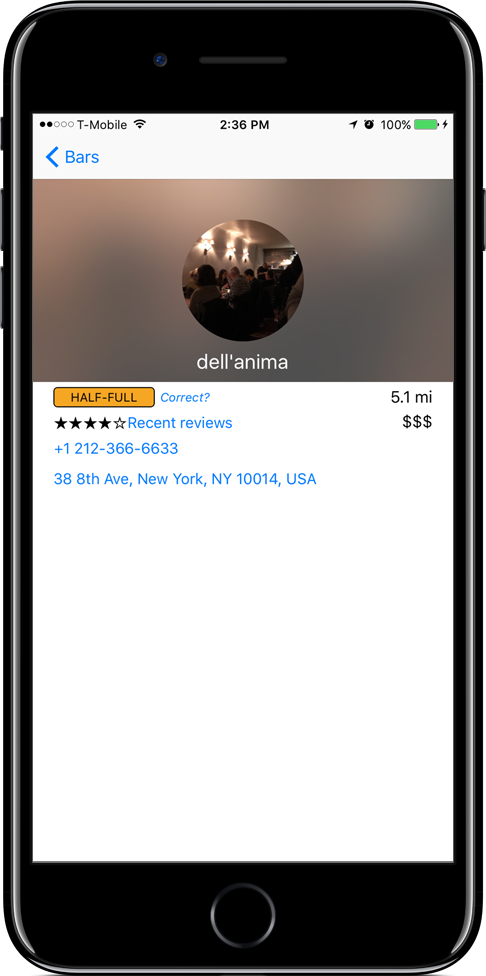 T-Mobile 2:36 PM 100%
Bars
dell'anima
HALF-FULL Correct? 5.1 mi
★★★★☆Recent reviews $$$
+1 212-366-6633
38 8th Ave, New York, NY 10014, USA